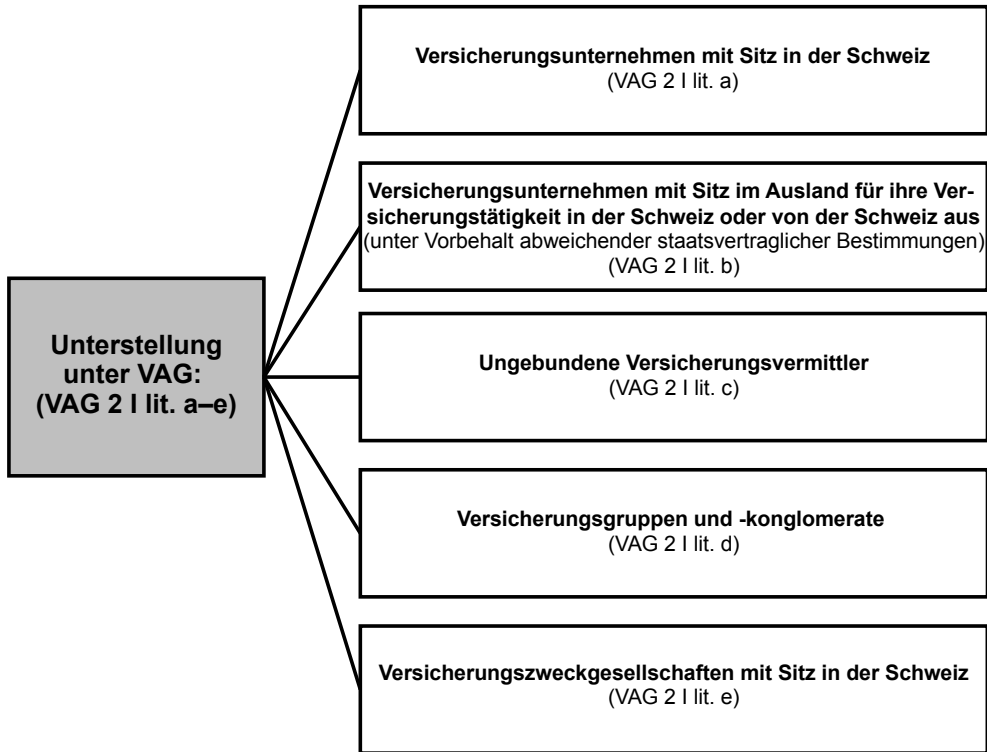 Versicherungsunternehmen mit Sitz in der Schweiz
(VAG 2 I lit. a)
Versicherungsunternehmen mit Sitz im Ausland für ihre Ver-
sicherungstätigkeit in der Schweiz oder von der Schweiz aus
(unter Vorbehalt abweichender staatsvertraglicher Bestimmungen)
(VAG 2 I lit. b)
Unterstellung
unter VAG:
(VAG 2 I lit. a–e)
Ungebundene Versicherungsvermittler
(VAG 2 I lit. c)
Versicherungsgruppen und -konglomerate
(VAG 2 I lit. d)
Versicherungszweckgesellschaften mit Sitz in der Schweiz
(VAG 2 I lit. e)